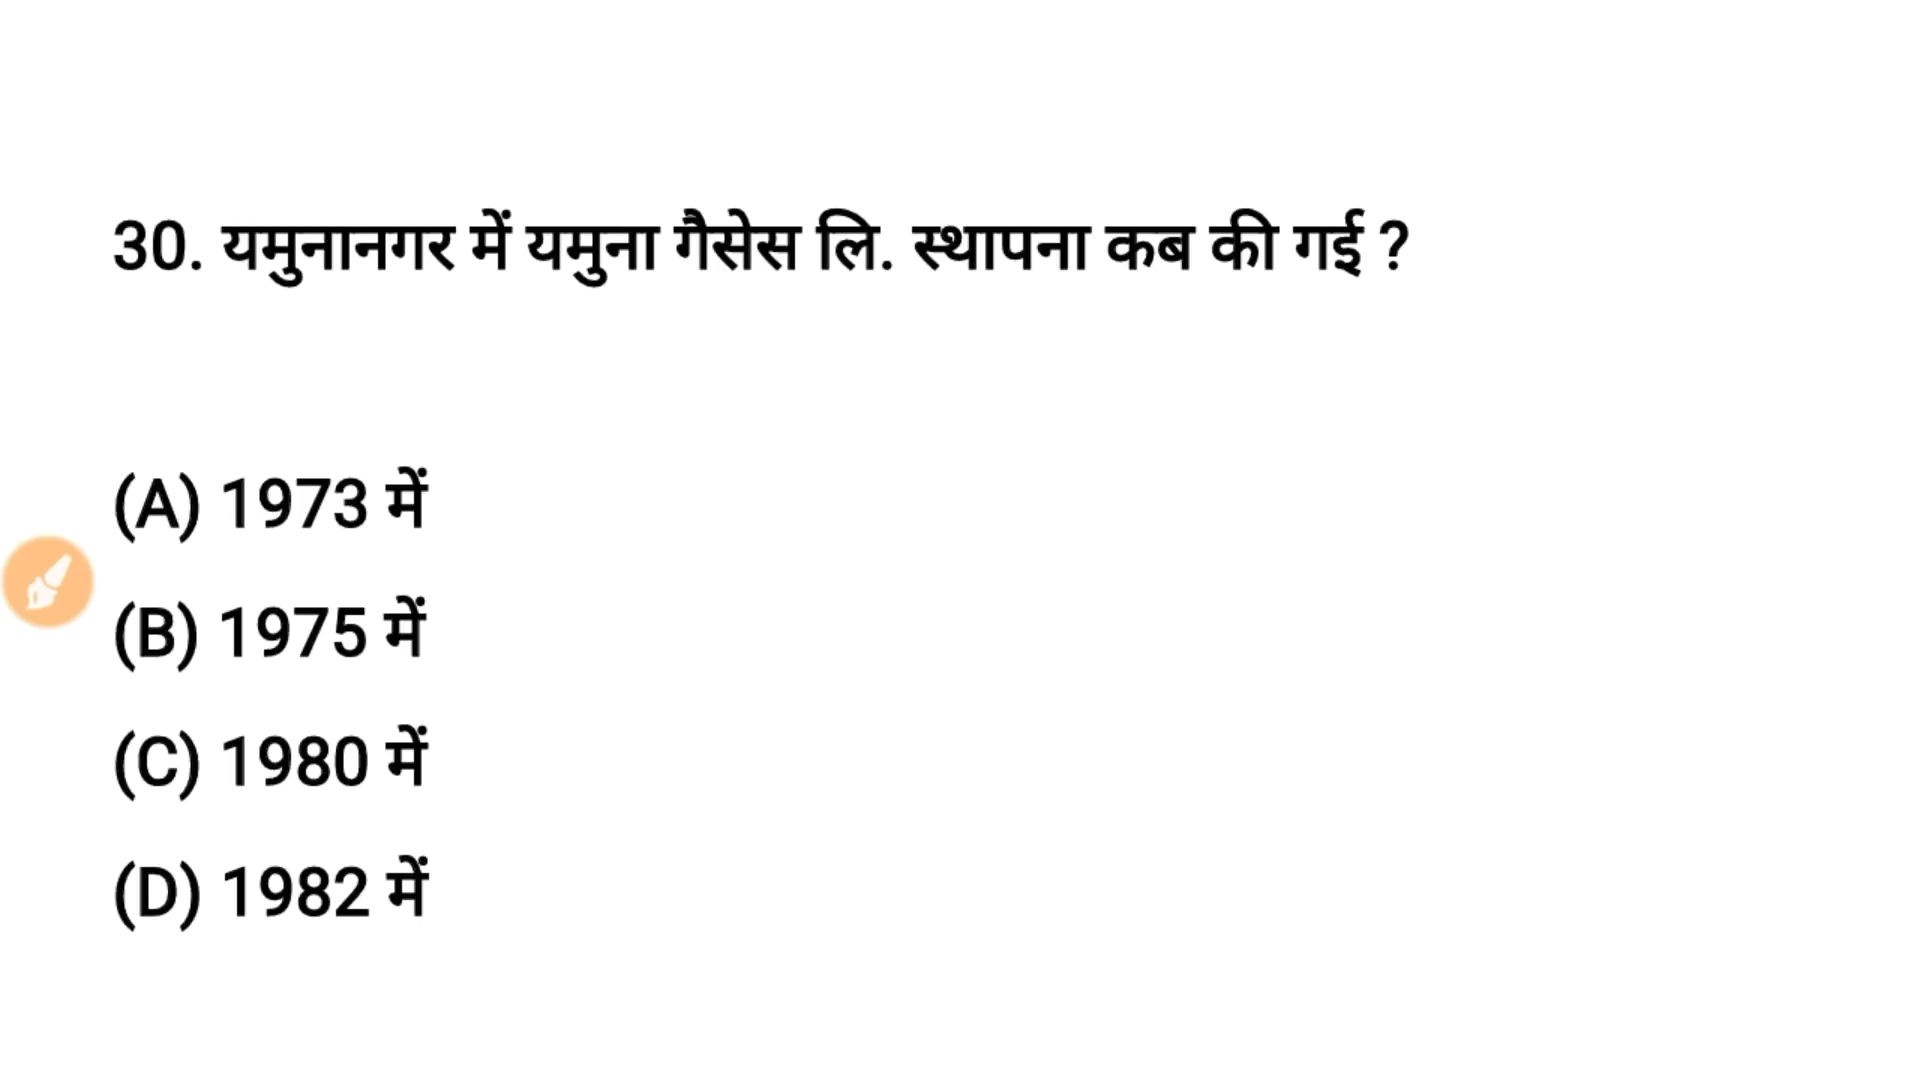 30. यमुनानगर में यमुना गैसेस लि. स्थापना कब की गई ?
(A) 1973 में
(B) 1975 में
(C) 1980 में
(D) 1982 में